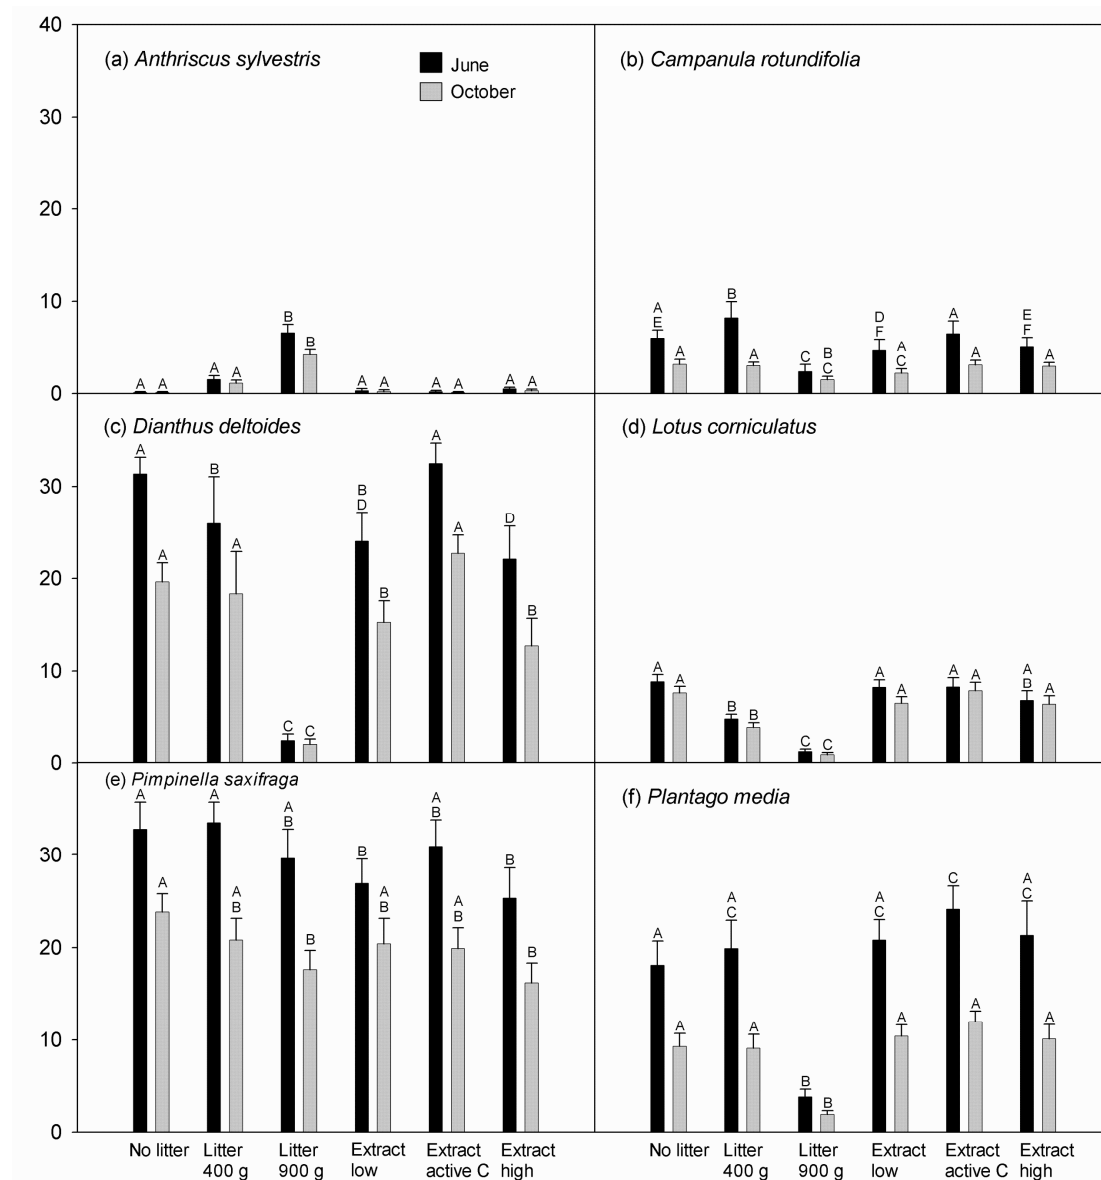 40
30
20
10
0
(a) Anthriscus sylvestris
June
October
A A
A A
B
B
A A
A A
A A
(b) Campanula rotundifolia
A
E
A
B
A
C
B
C
D
F
A
C
A
A
E
F
A
30
20
10
0
(c) Dianthus deltoides
A
A
B
A
C C
B
D
B
A
A
D
B
(d) Lotus corniculatus
A
A
B B
C C
A
A
A A
A
B
A
30
20
10
0
(e) Pimpinella saxifraga
A
A
A
A
B
A
B
B
B
A
B
A
B
A
B
B
B
(f) Plantago media
A
A
A
C
A
B
B
A
C
A
C
A
A
C
A
No litter
Litter
400 g
Litter
900 g
Extract
low
Extract
active C
Extract
high
No litter
Litter
400 g
Litter
900 g
Extract
low
Extract
active C
Extract
high